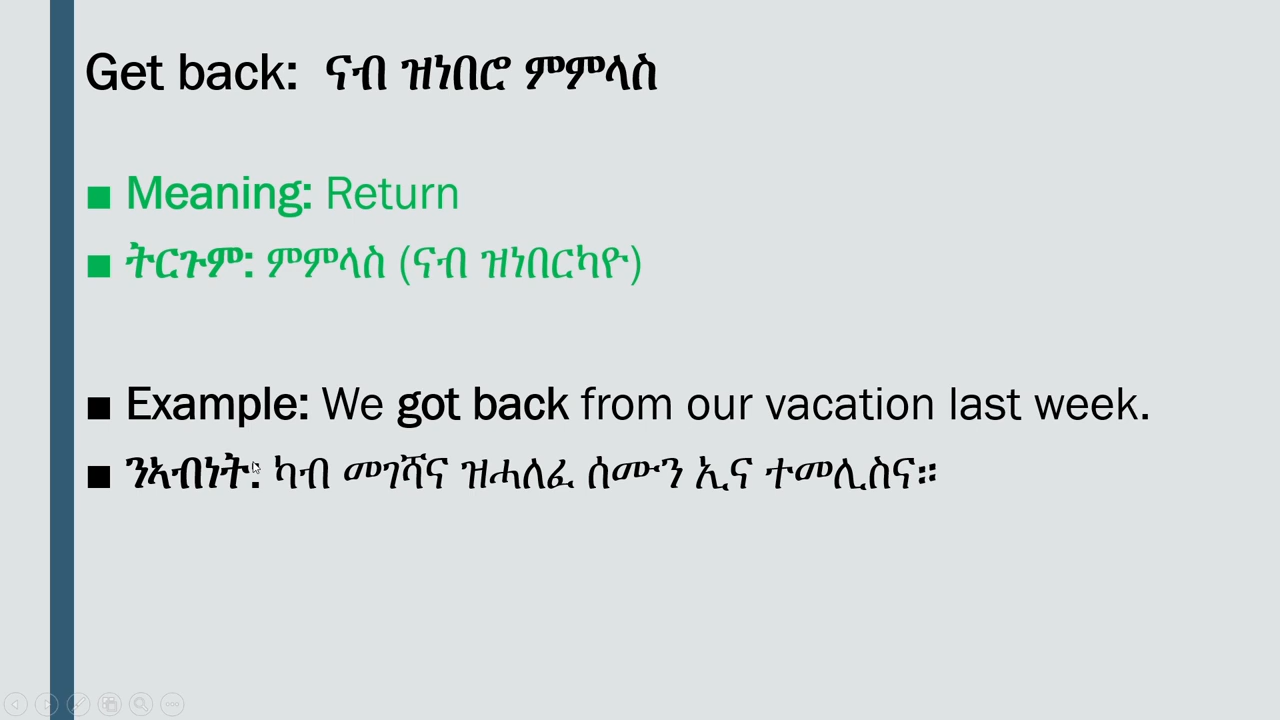 Get back: ናብ ዝነበሮ ምምላስ
■ Meaning: Return
■ ትርጉም: ምምላስ (ናብ ዝነበርካዮ)
■ Example: We got back from our vacation last week.
■ ንኣብነት: ካብ መገሻና ዝሓለፈ ሰሙን ኢና ተመሊስና።